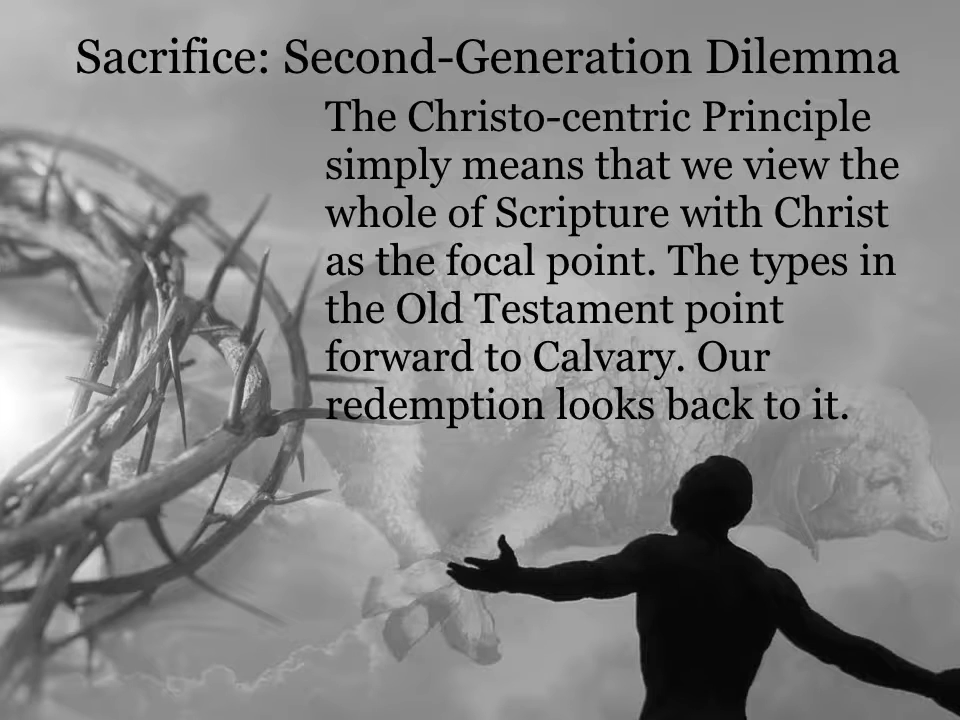 Sacrifice: Second-Generation Dilemma
The Christo-centric Principle
simply means that we view the
whole of Scripture with Christ
as the focal point. The types in
the Old Testament point
forward to Calvary. Our
redemption looks back to it.